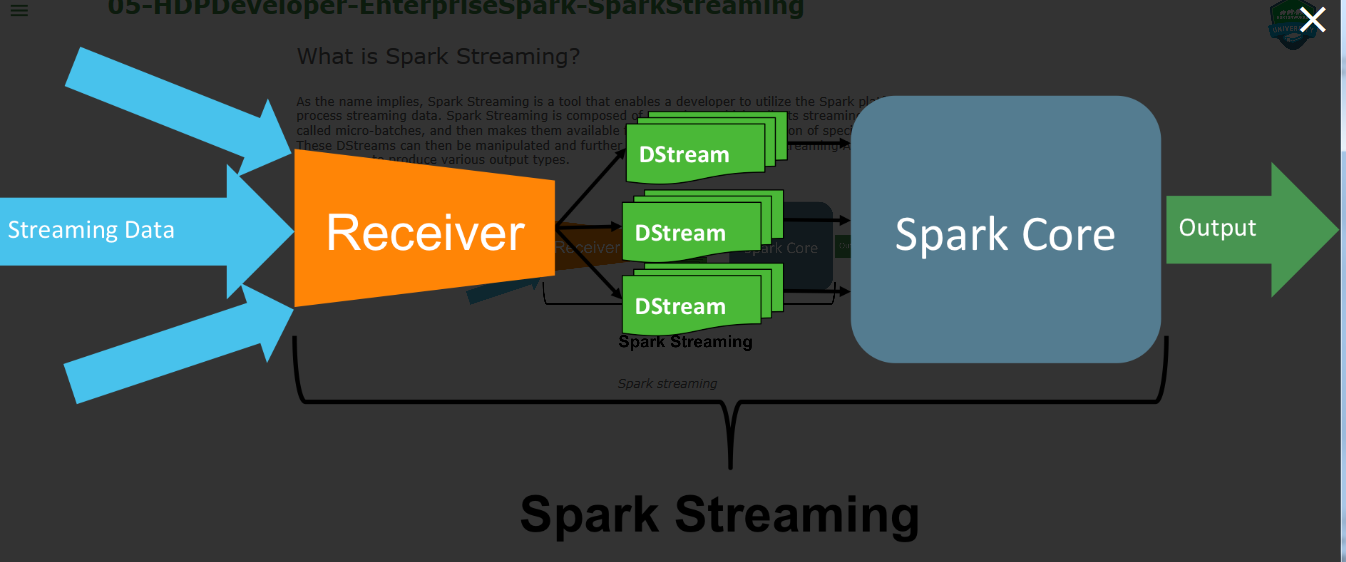 05-HDPDeveloper-EnterpriseSpark-SparkStreaming
What is Spark Streaming?
As the name implies, Spark Streaming is a tool that enables a developer to utilize the Spark
process streaming data. Spark Streaming is composed of
called micro-batches, and then makes them available
These DStreams can then be manipulated and further
produce various output types.
Streaming Data
Receiver
DStream
DStream
DStream
Spark Core
Output
Receiver
Spark Core
Spark Streaming
Spark streaming
Spark Streaming